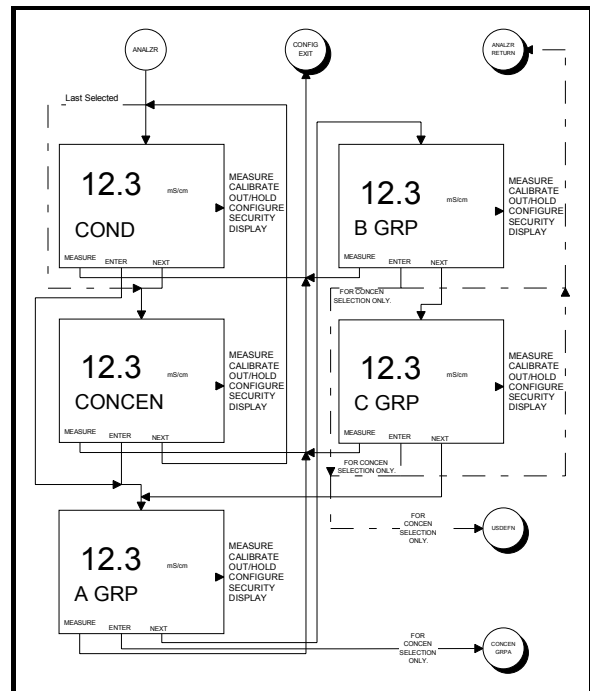 ANALZR
CONFIG
EXIT
ANALZR
RETURN
Last Selected
12.3 mS/cm
COND
MEASURE ENTER NEXT
MEASURE
CALIBRATE
OUT/HOLD
CONFIGURE
SECURITY
DISPLAY
12.3 mS/cm
B GRP
MEASURE ENTER NEXT
MEASURE
CALIBRATE
OUT/HOLD
CONFIGURE
SECURITY
DISPLAY
FOR CONCEN
SELECTION ONLY.
12.3 mS/cm
CONCEN
MEASURE ENTER NEXT
MEASURE
CALIBRATE
OUT/HOLD
CONFIGURE
SECURITY
DISPLAY
12.3 mS/cm
C GRP
MEASURE ENTER NEXT
MEASURE
CALIBRATE
OUT/HOLD
CONFIGURE
SECURITY
DISPLAY
FOR CONCEN
SELECTION ONLY.
12.3 mS/cm
A GRP
MEASURE ENTER NEXT
MEASURE
CALIBRATE
OUT/HOLD
CONFIGURE
SECURITY
DISPLAY
FOR
CONCEN
SELECTION
ONLY.
USDEFN
FOR
CONCEN
SELECTION
ONLY.
CONCEN
GRPA